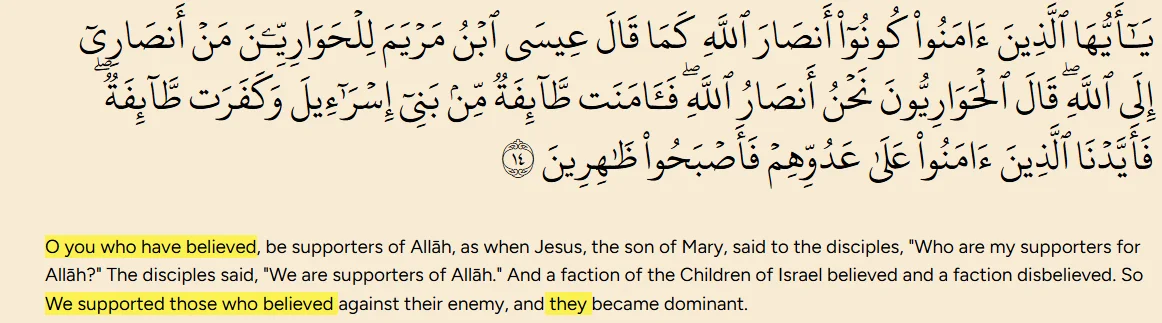 يَـٰٓأَيُّهَا ٱلَّذِينَ ءَامَنُوا۟ كُونُوٓا۟ أَنصَارَ ٱللَّهِ كَمَا قَالَ عِيسَى ٱبْنُ مَرْيَمَ لِلْحَوَارِيِّـۧنَ مَنْ أَنصَارِىٓ
إِلَى ٱللَّهِ ۖ قَالَ ٱلْحَوَارِيُّونَ نَحْنُ أَنصَارُ ٱللَّهِ ۖ فَـَٔامَنَت طَّآئِفَةٌ مِّنۢ بَنِىٓ إِسْرَٰٓءِيلَ وَكَفَرَت طَّآئِفَةٌ ۖ
فَأَيَّدْنَا ٱلَّذِينَ ءَامَنُوا۟ عَلَىٰ عَدُوِّهِمْ فَأَصْبَحُوا۟ ظَـٰهِرِينَ ١٤
O you who have believed, be supporters of Allāh, as when Jesus, the son of Mary, said to the disciples, "Who are my supporters for
Allāh?" The disciples said, "We are supporters of Allāh." And a faction of the Children of Israel believed and a faction disbelieved. So
We supported those who believed against their enemy, and they became dominant.